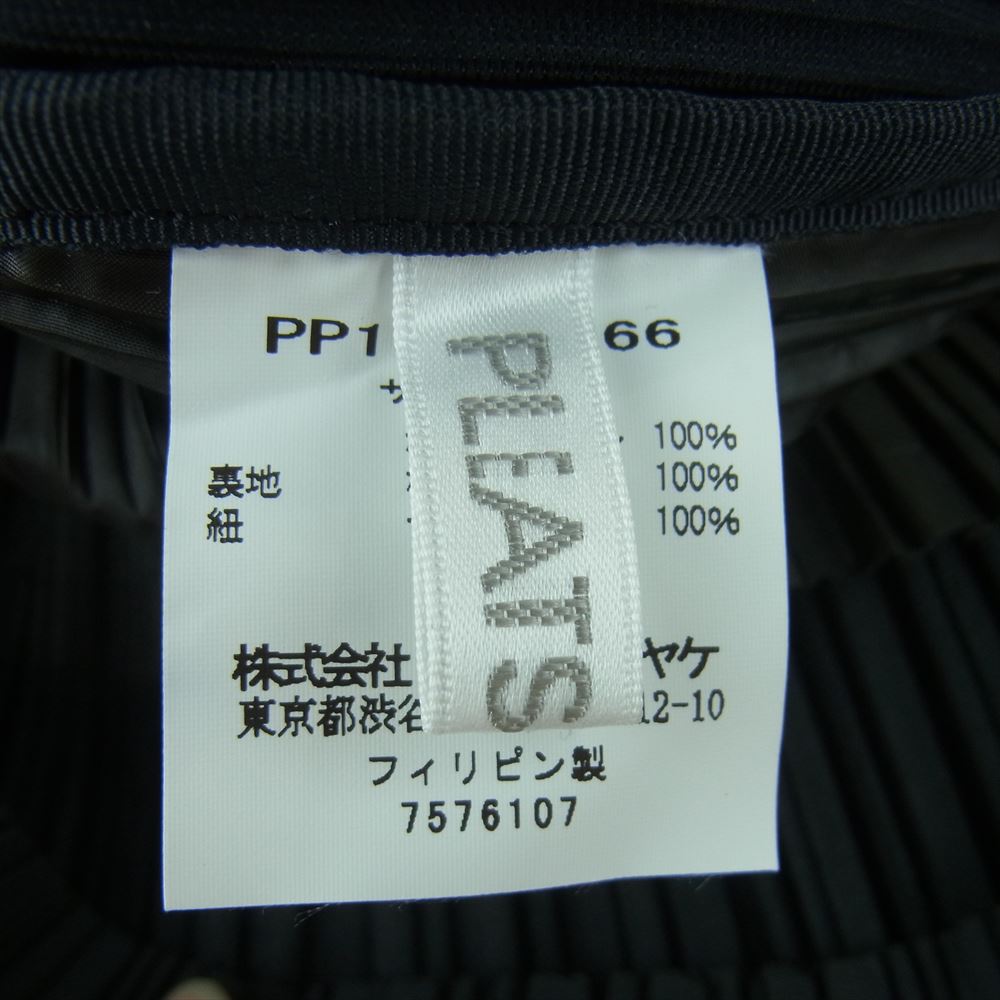 PP1 66
100%
裏地 100%
紐 100%
株式会社 ヤケ
東京都渋谷 12-10
フィリピン製
7576107
PLEATS